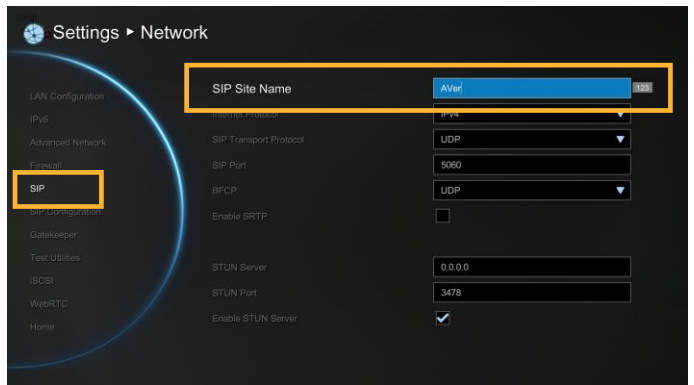 Settings ▸ Network
LAN Configuration
IPv6
Advanced Network
Firewall
SIP
SIP Configuration
Gatekeeper
Test Utilities
iSCSI
WebRTC
Home
SIP Site Name AVer 123
Internet Protocol IPv4
SIP Transport Protocol UDP
SIP Port 5060
BFCP UDP
Enable SRTP
STUN Server 0.0.0.0
STUN Port 3478
Enable STUN Server